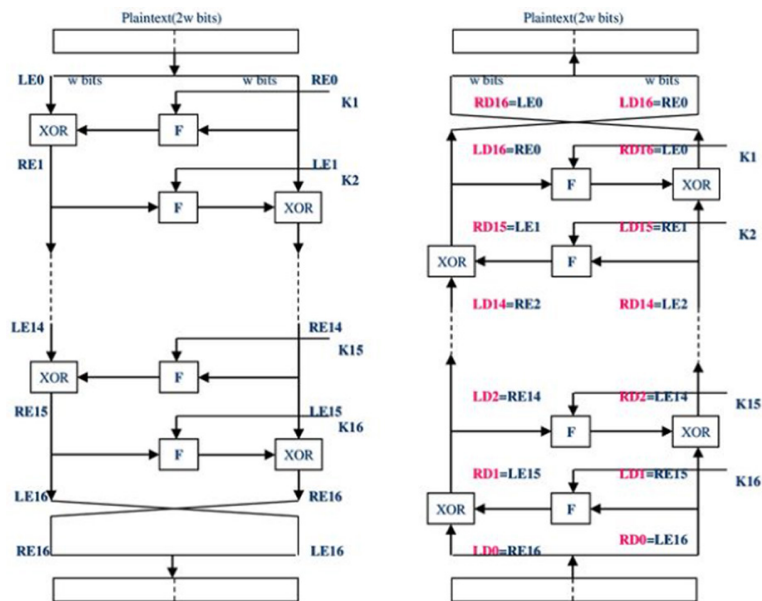 Plaintext(2w bits)
LE0
w bits
w bits
RE0
K1
XOR
F
RE1
LE1
K2
F
XOR
LE14
RE14
K15
XOR
F
RE15
LE15
K16
F
XOR
LE16
RE16
RE16
LE16
Plaintext(2w bits)
w bits
w bits
RD16=LE0
LD16=RE0
LD16=RE0
RD16=LE0
K1
F
XOR
RD15=LE1
LD15=RE1
K2
XOR
F
LD14=RE2
RD14=LE2
LD2=RE14
RD2=LE14
K15
F
XOR
RD1=LE15
LD1=RE15
K16
XOR
F
LD0=RE16
RD0=LE16